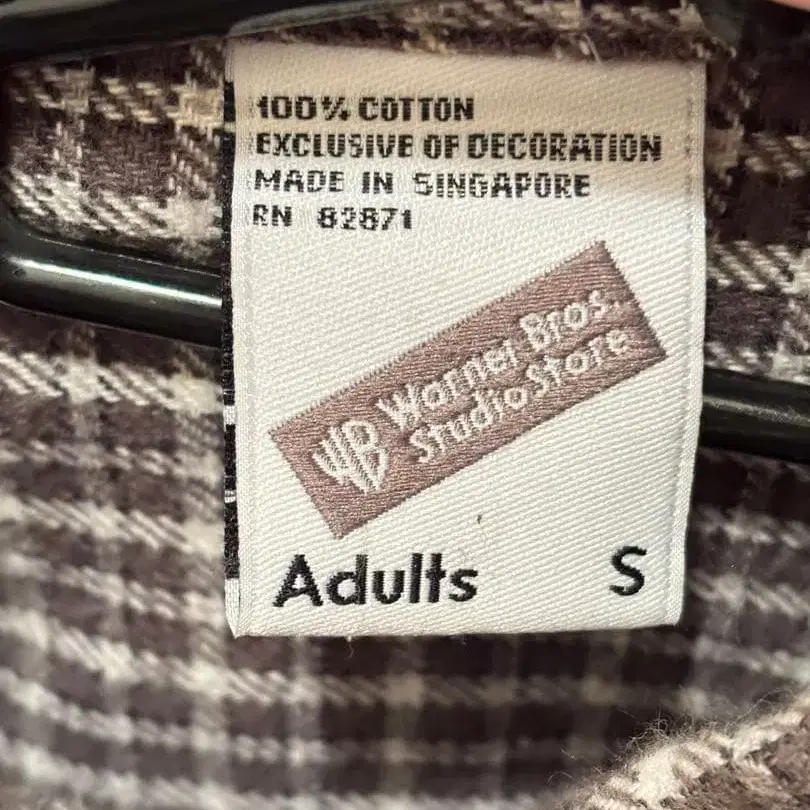 100% COTTON
EXCLUSIVE OF DECORATION
MADE IN SINGAPORE
RN 82871
WB Warner Bros.
Studio Store
Adults S